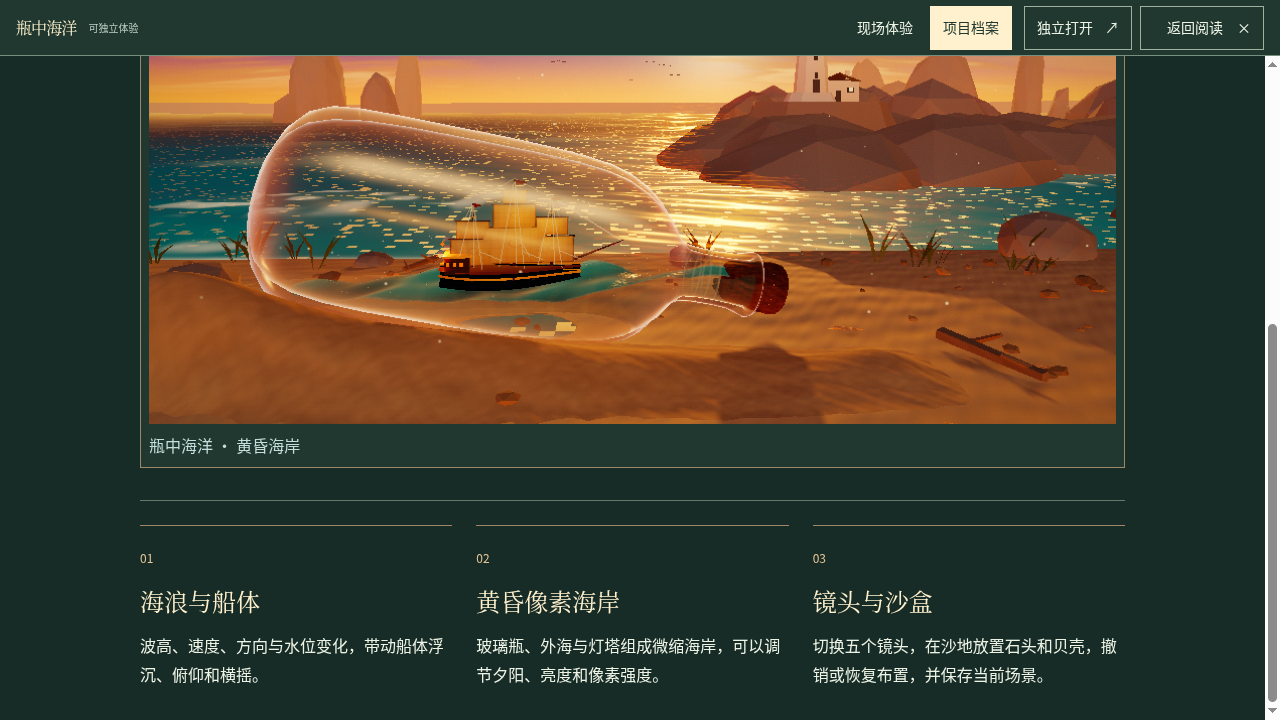 瓶中海洋 可独立体验 现场体验 项目档案 独立打开 ↗ 返回阅读 ×
瓶中海洋 · 黄昏海岸
01
海浪与船体
波高、速度、方向与水位变化，带动船体浮
沉、俯仰和横摇。
02
黄昏像素海岸
玻璃瓶、外海与灯塔组成微缩海岸，可以调
节夕阳、亮度和像素强度。
03
镜头与沙盒
切换五个镜头，在沙地放置石头和贝壳，撤
销或恢复布置，并保存当前场景。